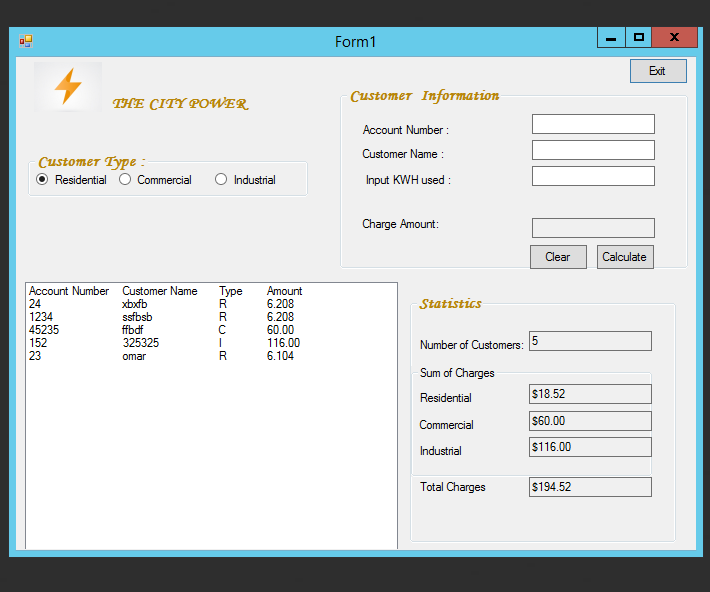 Form1
Exit
THE CITY POWER
Customer Type :
Residential Commercial Industrial
Customer Information
Account Number :
Customer Name :
Input KWH used :
Charge Amount:
Clear Calculate
Account Number Customer Name Type Amount
24 xbxfb R 6.208
1234 ssfbsb R 6.208
45235 ffbdf C 60.00
152 325325 I 116.00
23 omar R 6.104
Statistics
Number of Customers: 5
Sum of Charges
Residential $18.52
Commercial $60.00
Industrial $116.00
Total Charges $194.52